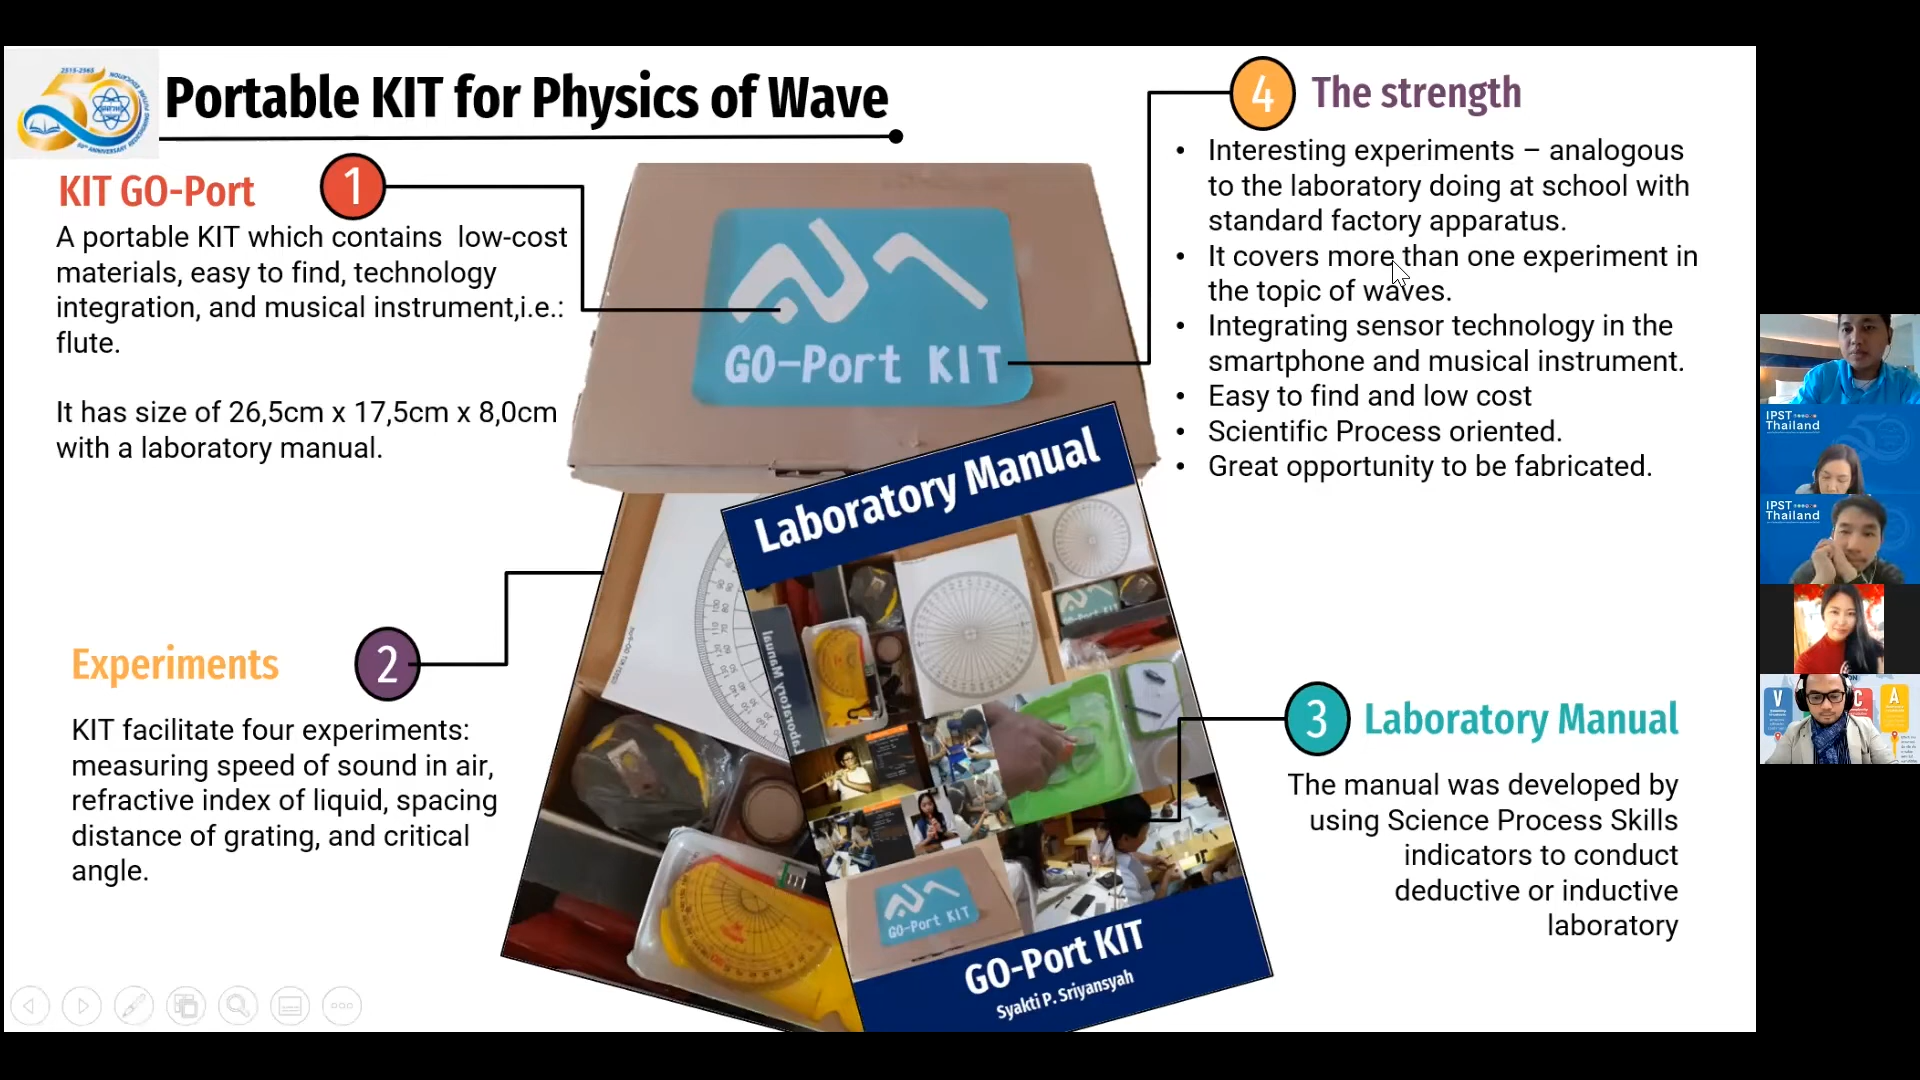 2515-2565
Portable KIT for Physics of Wave
KIT GO-Port
1
A portable KIT which contains low-cost
materials, easy to find, technology
integration, and musical instrument,i.e.:
flute.
It has size of 26,5cm x 17,5cm x 8,0cm
with a laboratory manual.
Experiments
2
KIT facilitate four experiments:
measuring speed of sound in air,
refractive index of liquid, spacing
distance of grating, and critical
angle.
GO-Port KIT
Laboratory Manual
Laboratory Manual
GO-Port KIT
GO-Port KIT
Syakti P. Sriyansyah
4
The strength
• Interesting experiments – analogous
to the laboratory doing at school with
standard factory apparatus.
• It covers more than one experiment in
the topic of waves.
• Integrating sensor technology in the
smartphone and musical instrument.
• Easy to find and low cost
• Scientific Process oriented.
• Great opportunity to be fabricated.
3
Laboratory Manual
The manual was developed by
using Science Process Skills
indicators to conduct
deductive or inductive
laboratory
IPST
Thailand
IPST
Thailand
V
C
A